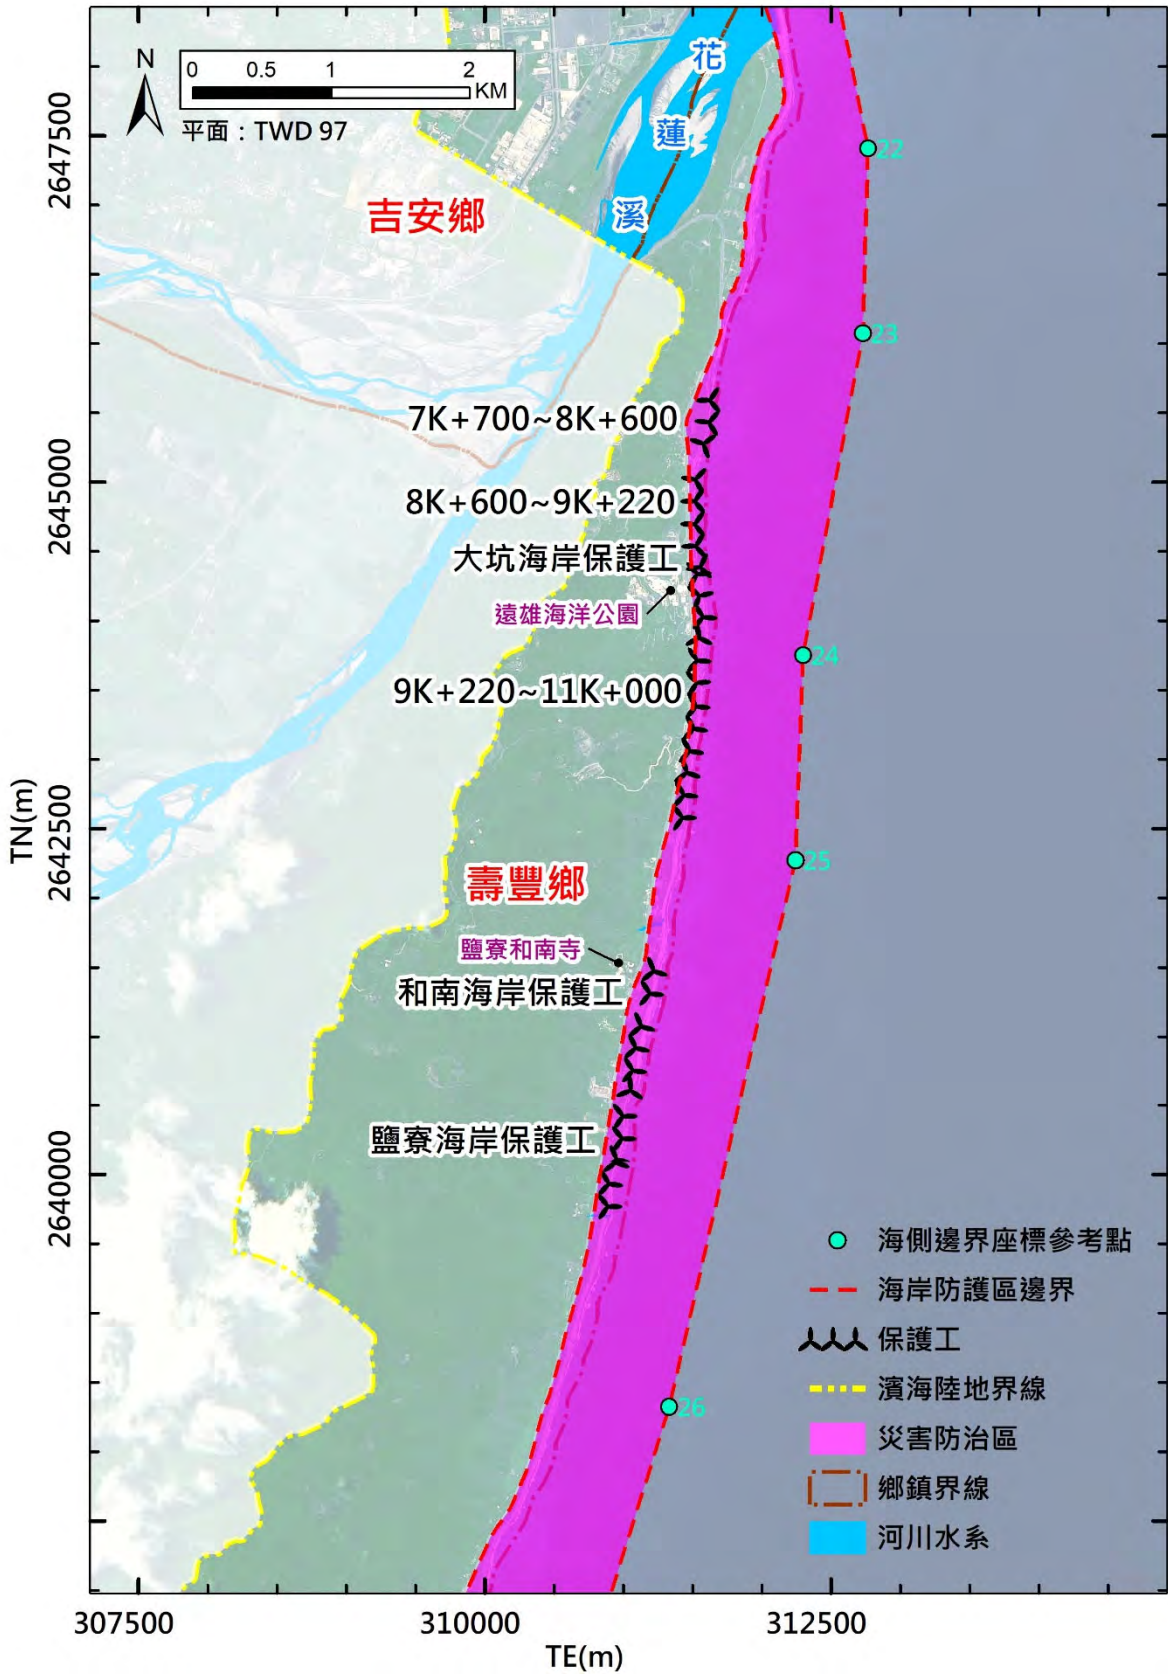 N
0 0.5 1 2
KM
平面：TWD 97
花
蓮
溪
吉安鄉
22
23
7K+700~8K+600
8K+600~9K+220
大坑海岸保護工
遠雄海洋公園
24
9K+220~11K+000
25
壽豐鄉
鹽寮和南寺
和南海岸保護工
鹽寮海岸保護工
26
海側邊界座標參考點
海岸防護區邊界
保護工
濱海陸地界線
災害防治區
鄉鎮界線
河川水系
2647500
2645000
2642500
2640000
TN(m)
307500 310000 312500
TE(m)